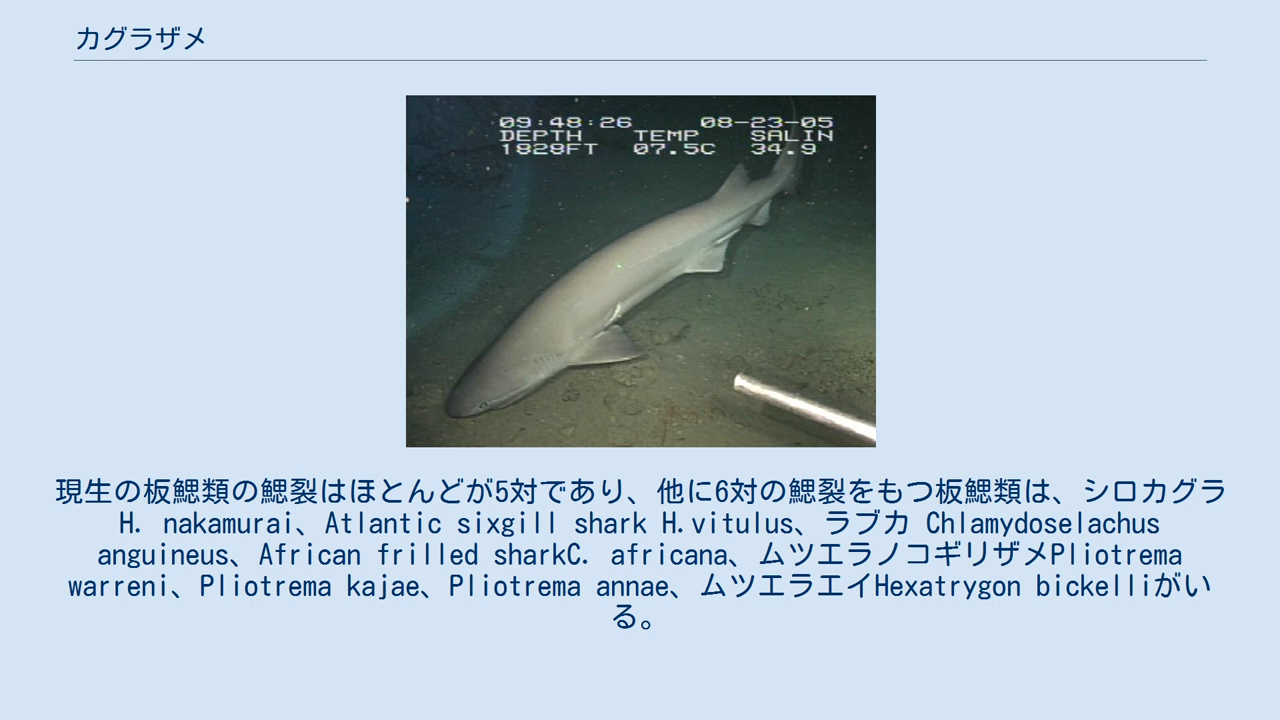 カグラザメ
09:48:26 08-23-05
DEPTH TEMP SALIN
1828FT 07.5C 34.9
現生の板鰓類の鰓裂はほとんどが5対であり、他に6対の鰓裂をもつ板鰓類は、シロカグラ
H. nakamurai、Atlantic sixgill shark H.vitulus、ラブカ Chlamydoselachus
anguineus、African frilled sharkC. africana、ムツエラノコギリザメPliotrema
warreni、Pliotrema kajae、Pliotrema annae、ムツエラエイHexatrygon bickelliがい
る。